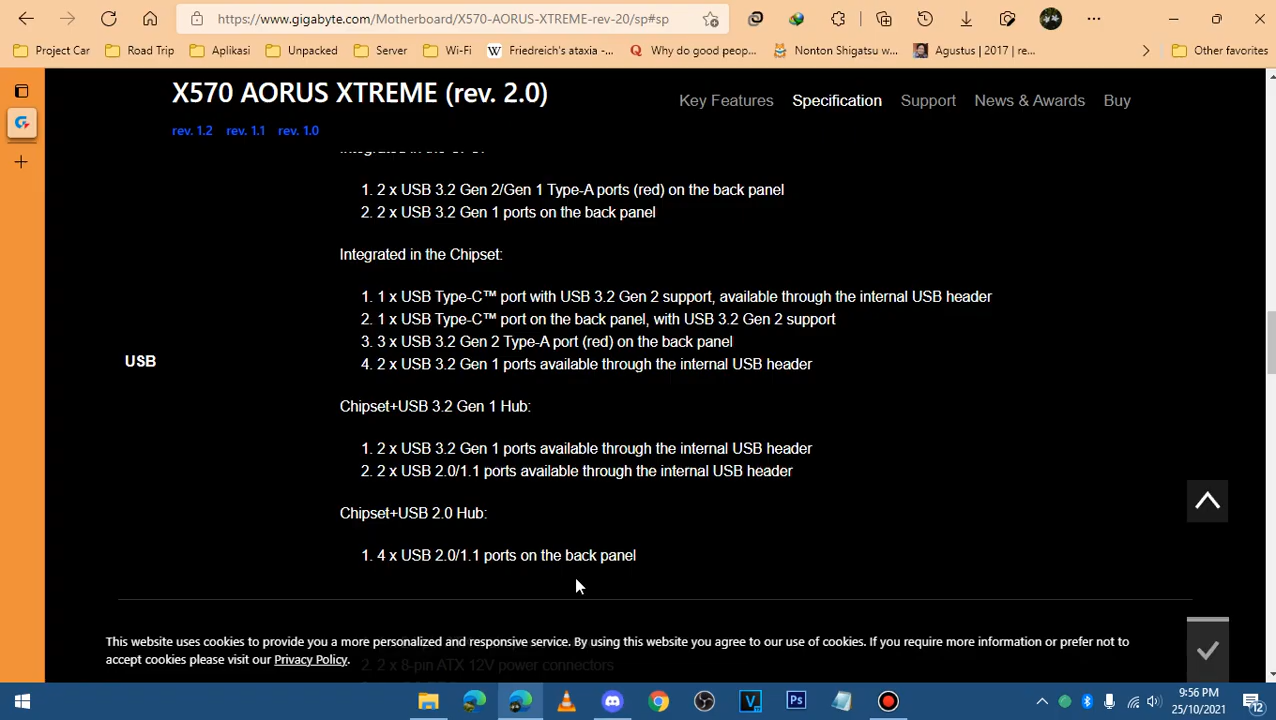 https://www.gigabyte.com/Motherboard/X570-AORUS-XTREME-rev-20/sp#sp
Project Car
Road Trip
Aplikasi
Unpacked
Server
Wi-Fi
Friedreich's ataxia -...
Why do good peop...
Nonton Shigatsu w...
Agustus | 2017 | re...
Other favorites
X570 AORUS XTREME (rev. 2.0)
Key Features
Specification
Support
News & Awards
Buy
rev. 1.2
rev. 1.1
rev. 1.0
1. 2 x USB 3.2 Gen 2/Gen 1 Type-A ports (red) on the back panel
2. 2 x USB 3.2 Gen 1 ports on the back panel
Integrated in the Chipset:
1. 1 x USB Type-C™ port with USB 3.2 Gen 2 support, available through the internal USB header
2. 1 x USB Type-C™ port on the back panel, with USB 3.2 Gen 2 support
3. 3 x USB 3.2 Gen 2 Type-A port (red) on the back panel
4. 2 x USB 3.2 Gen 1 ports available through the internal USB header
USB
Chipset+USB 3.2 Gen 1 Hub:
1. 2 x USB 3.2 Gen 1 ports available through the internal USB header
2. 2 x USB 2.0/1.1 ports available through the internal USB header
Chipset+USB 2.0 Hub:
1. 4 x USB 2.0/1.1 ports on the back panel
This website uses cookies to provide you a more personalized and responsive service. By using this website you agree to our use of cookies. If you require more information or prefer not to
accept cookies please visit our Privacy Policy.
2. 2 x 8-pin ATX 12V power connectors
9:56 PM
25/10/2021
12